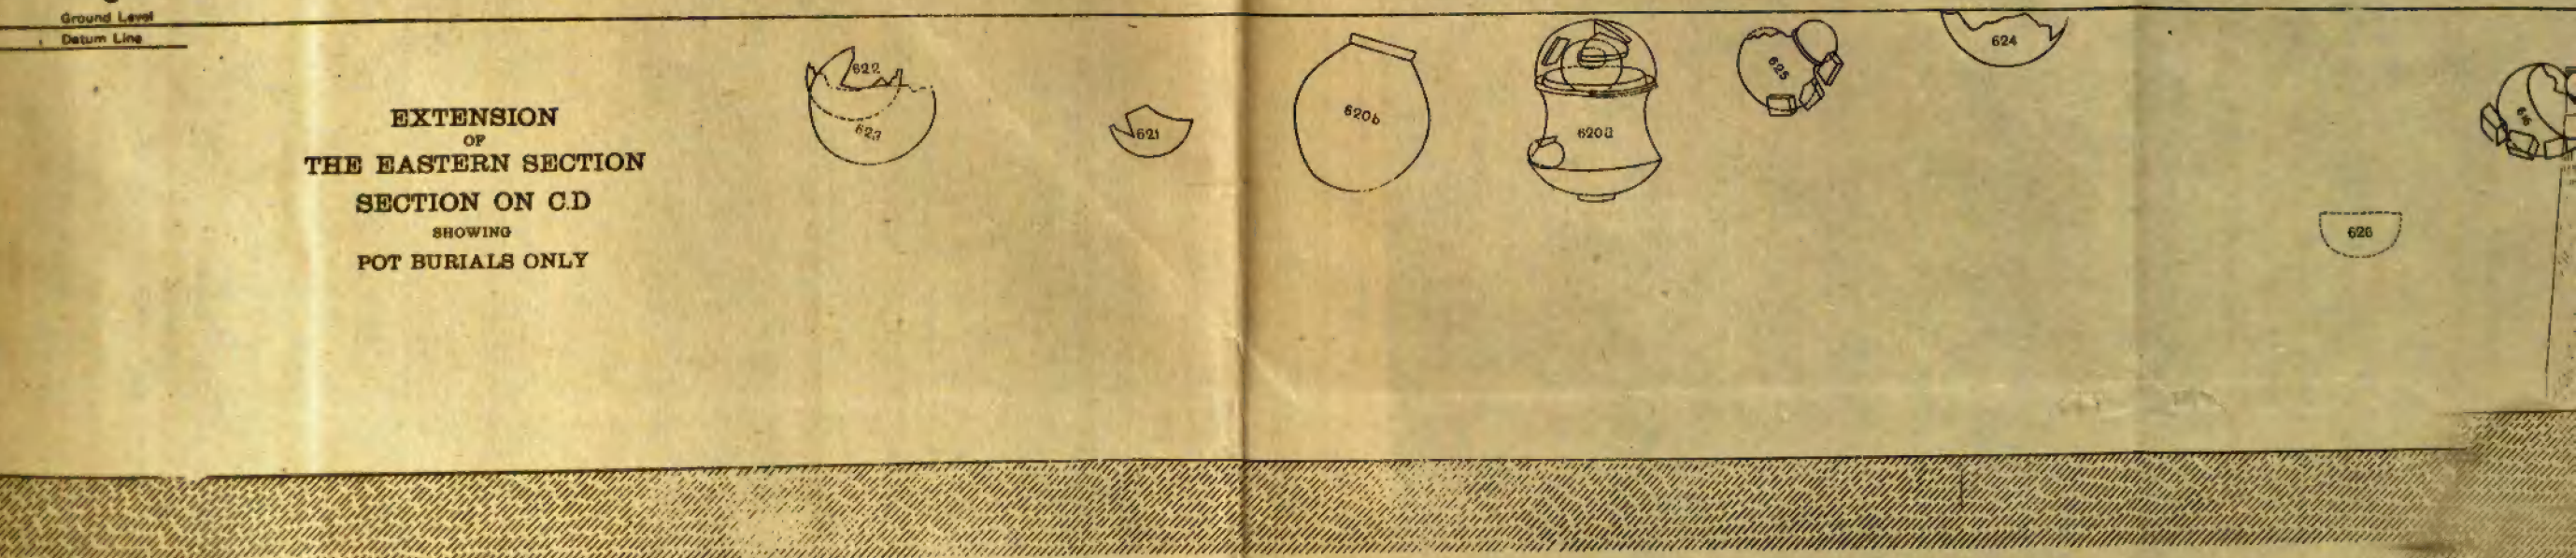 Ground Level
Datum Line
EXTENSION
OF
THE EASTERN SECTION
SECTION ON C.D
SHOWING
POT BURIALS ONLY
622
623
621
620b
620a
625
624
626
616